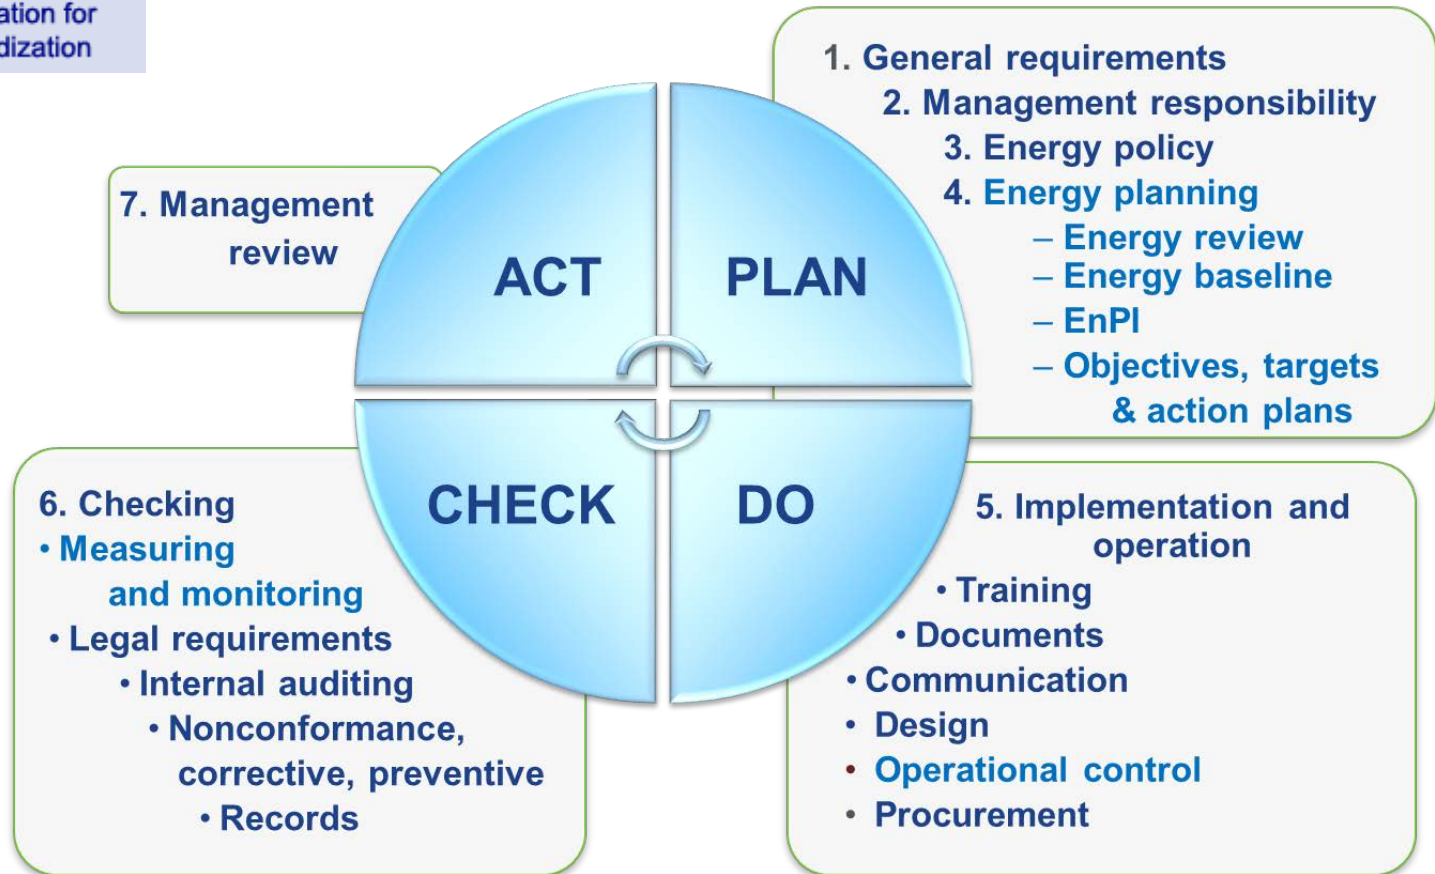 ation for
dization
1. General requirements
2. Management responsibility
3. Energy policy
4. Energy planning
– Energy review
– Energy baseline
– EnPI
– Objectives, targets
& action plans
7. Management
review
ACT
PLAN
CHECK
DO
6. Checking
• Measuring
and monitoring
• Legal requirements
• Internal auditing
• Nonconformance,
corrective, preventive
• Records
5. Implementation and
operation
• Training
• Documents
• Communication
• Design
• Operational control
• Procurement